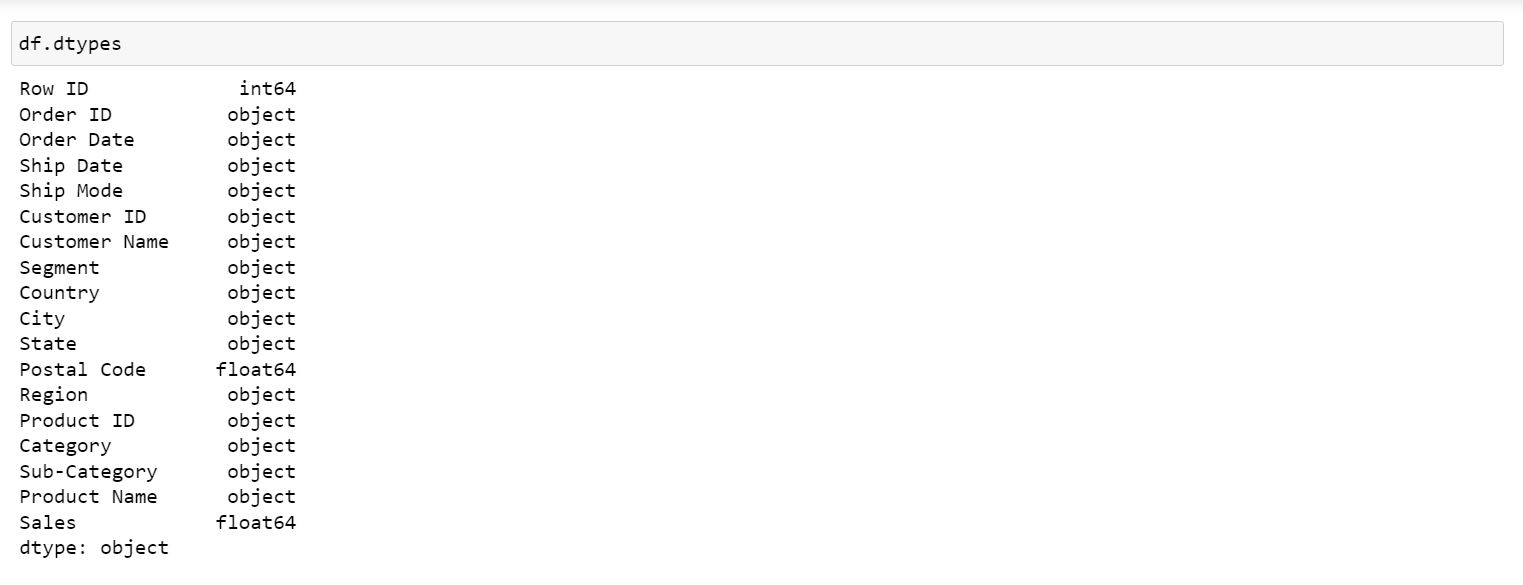 df.dtypes
Row ID             int64
Order ID          object
Order Date        object
Ship Date         object
Ship Mode         object
Customer ID       object
Customer Name     object
Segment           object
Country           object
City              object
State             object
Postal Code      float64
Region            object
Product ID        object
Category          object
Sub-Category      object
Product Name      object
Sales            float64
dtype: object